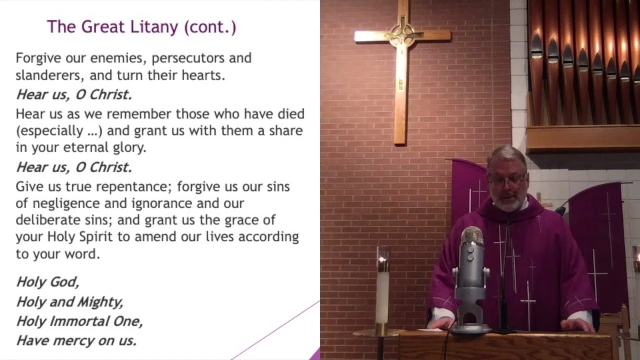 The Great Litany (cont.)
Forgive our enemies, persecutors and
slanderers, and turn their hearts.
Hear us, O Christ.
Hear us as we remember those who have died
(especially …) and grant us with them a share
in your eternal glory.
Hear us, O Christ.
Give us true repentance; forgive us our sins
of negligence and ignorance and our
deliberate sins; and grant us the grace of
your Holy Spirit to amend our lives according
to your word.
Holy God,
Holy and Mighty,
Holy Immortal One,
Have mercy on us.